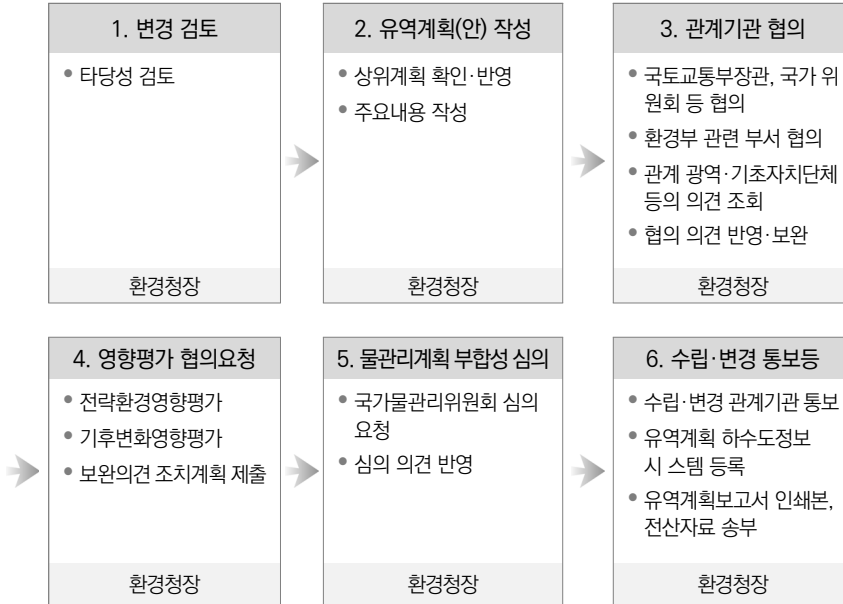 1. 변경 검토
• 타당성 검토
환경청장
2. 유역계획(안) 작성
• 상위계획 확인·반영
• 주요내용 작성
환경청장
3. 관계기관 협의
• 국토교통부장관, 국가 위
원회 등 협의
• 환경부 관련 부서 협의
• 관계 광역·기초자치단체
등의 의견 조회
• 협의 의견 반영·보완
환경청장
4. 영향평가 협의요청
• 전략환경영향평가
• 기후변화영향평가
• 보완의견 조치계획 제출
환경청장
5. 물관리계획 부합성 심의
• 국가물관리위원회 심의
요청
• 심의 의견 반영
환경청장
6. 수립·변경 통보등
• 수립·변경 관계기관 통보
• 유역계획 하수도정보
시 스템 등록
• 유역계획보고서 인쇄본,
전산자료 송부
환경청장